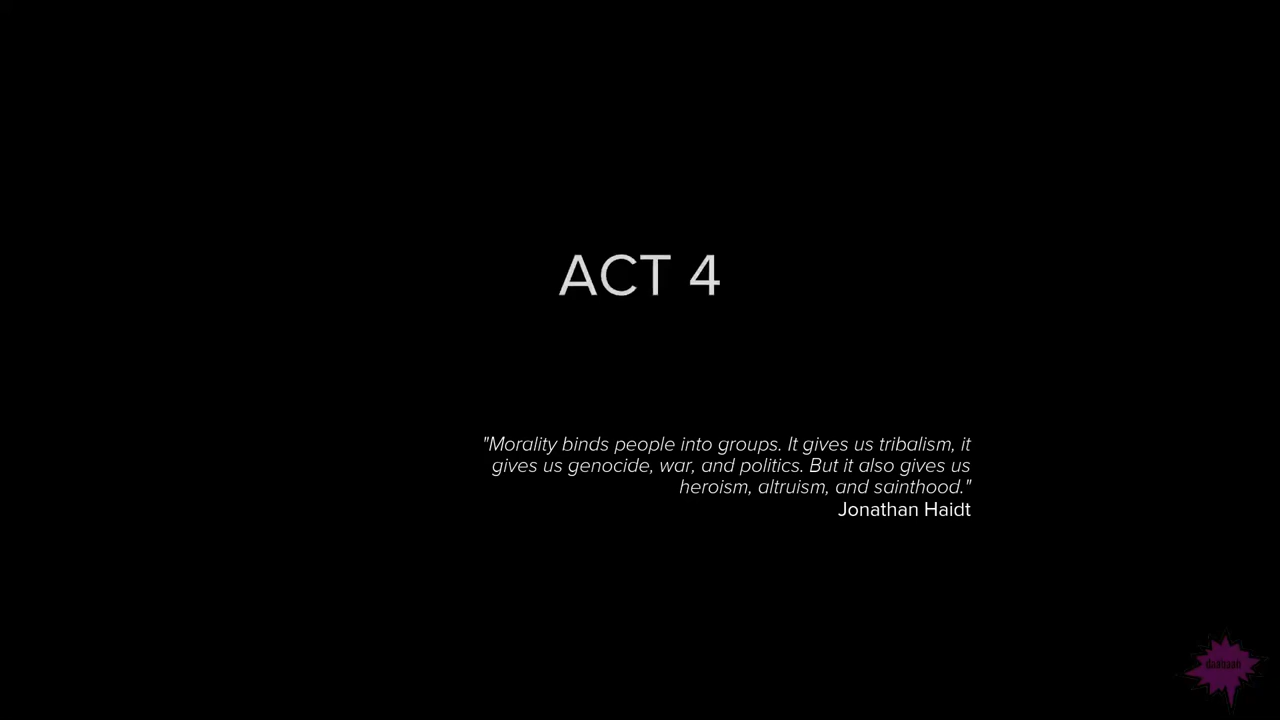 ACT 4
"Morality binds people into groups. It gives us tribalism, it
gives us genocide, war, and politics. But it also gives us
heroism, altruism, and sainthood."
Jonathan Haidt